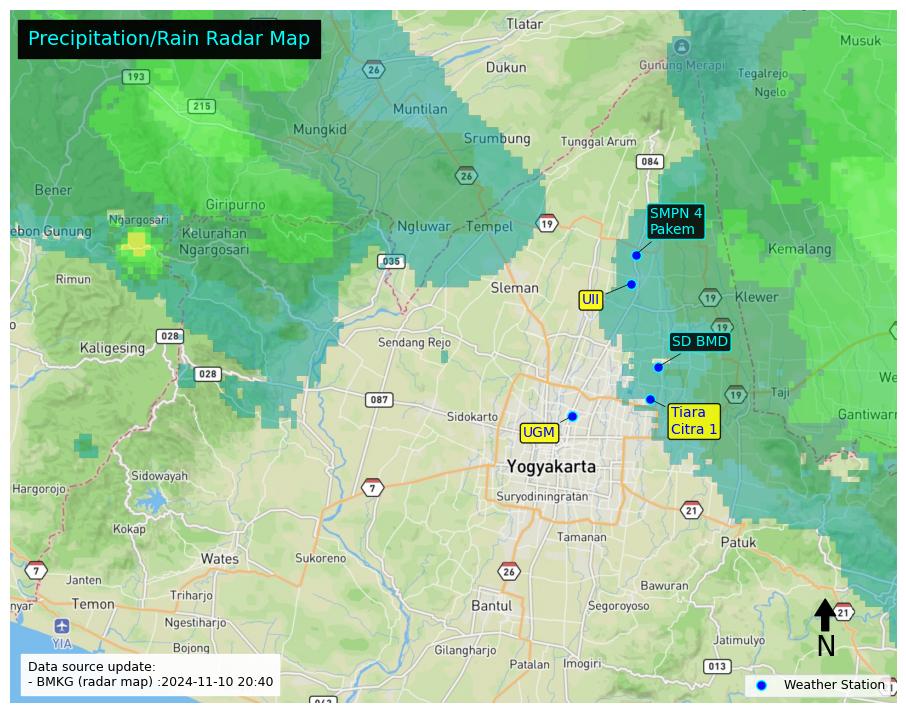 Precipitation/Rain Radar Map
Tlatar
Musuk
Gunung Merapi
Dukun
26
Tegalrejo
193
Ngelo
215
Muntilan
Mungkid
Srumbung
Tunggal Arum
084
26
Bener
Giripurno
SMPN 4
Pakem
Ngargosari
19
Ngluwar
Tempel
ebon Gunung
Kelurahan
Ngargosari
Kemalang
035
Rimun
Sleman
UII
19
Klewer
19
028
SD BMD
Kaligesing
Sendang Rejo
028
We
19
Taji
087
Sidokarto
Tiara
Citra 1
Gantiwarn
UGM
Yogyakarta
Sidowayah
Hargorojo
7
Suryodiningratan
21
Kokap
Tamanan
Patuk
Wates
Sukoreno
7
26
Janten
Bawuran
Triharjo
nyar
Temon
Bantul
Segoroyoso
21
Ngestiharjo
YIA
Jatimulyo
N
Bojong
Gilangharjo
Patalan
Imogiri
013
Data source update:
- BMKG (radar map) :2024-11-10 20:40
Weather Station